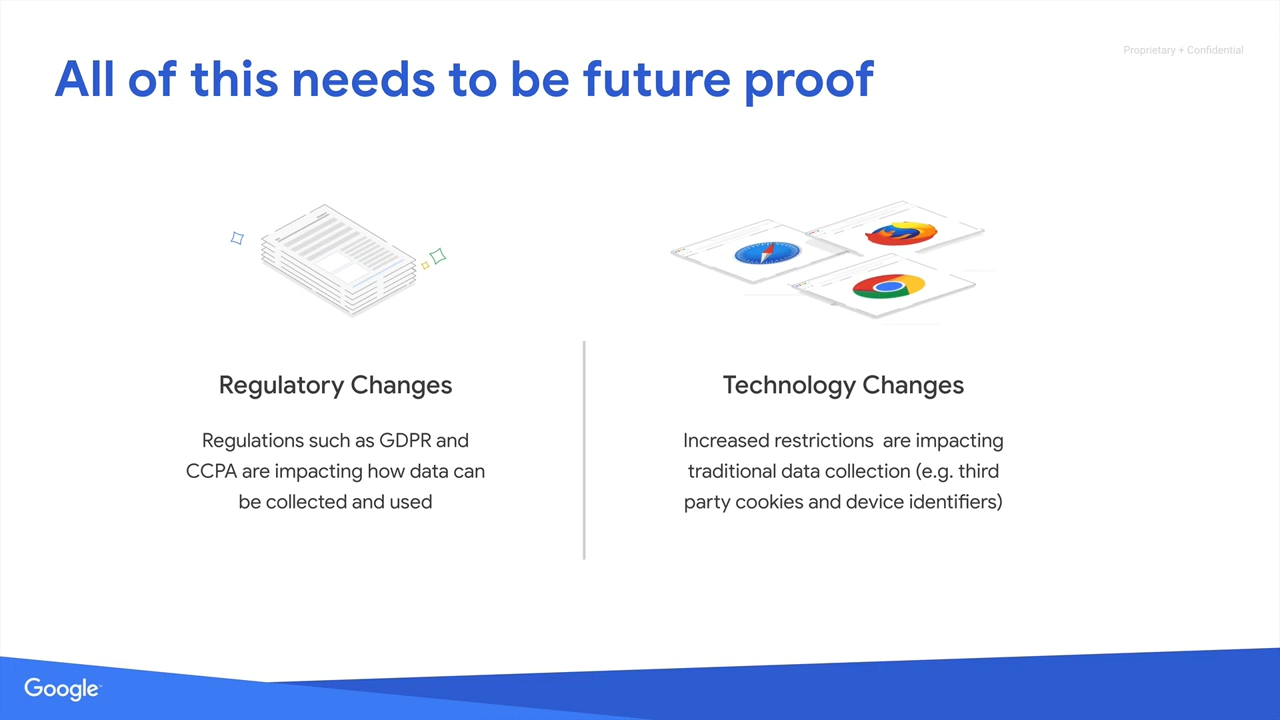 Proprietary + Confidential
All of this needs to be future proof
Regulatory Changes
Regulations such as GDPR and
CCPA are impacting how data can
be collected and used
Technology Changes
Increased restrictions  are impacting
traditional data collection (e.g. third
party cookies and device identifiers)
Google